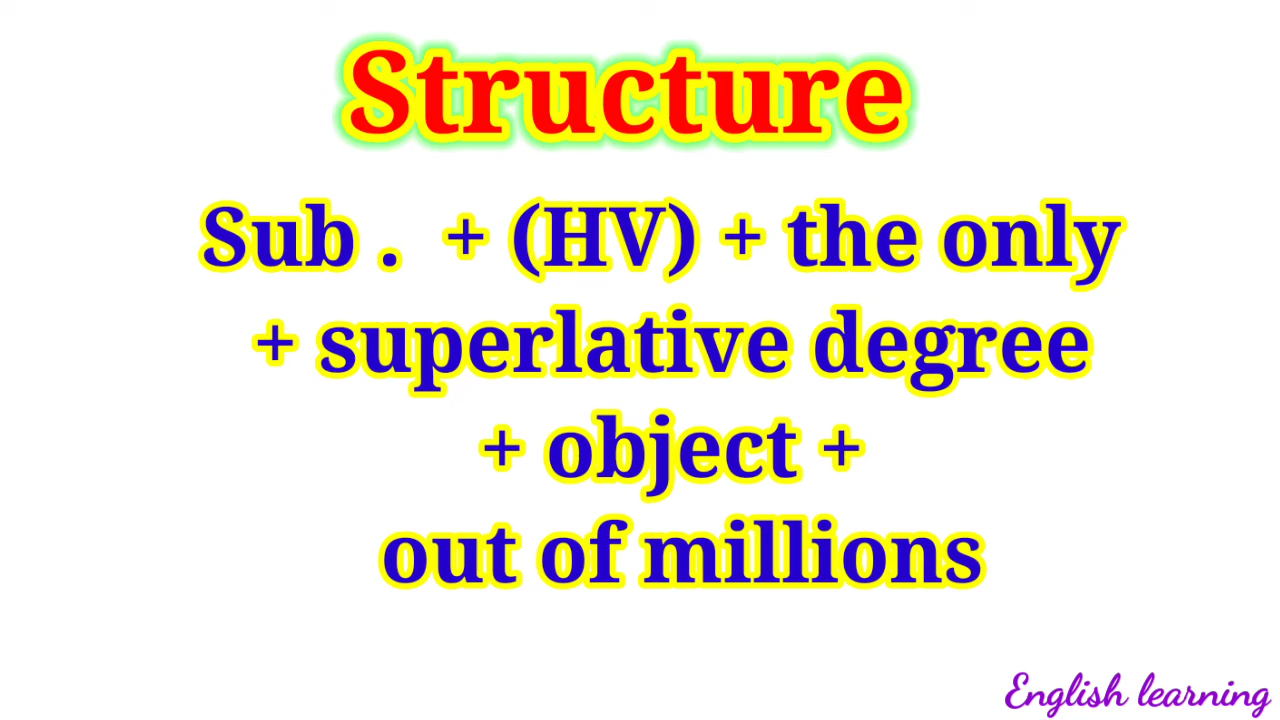 Structure
Sub .  + (HV) + the only
+ superlative degree
+ object +
out of millions
English learning